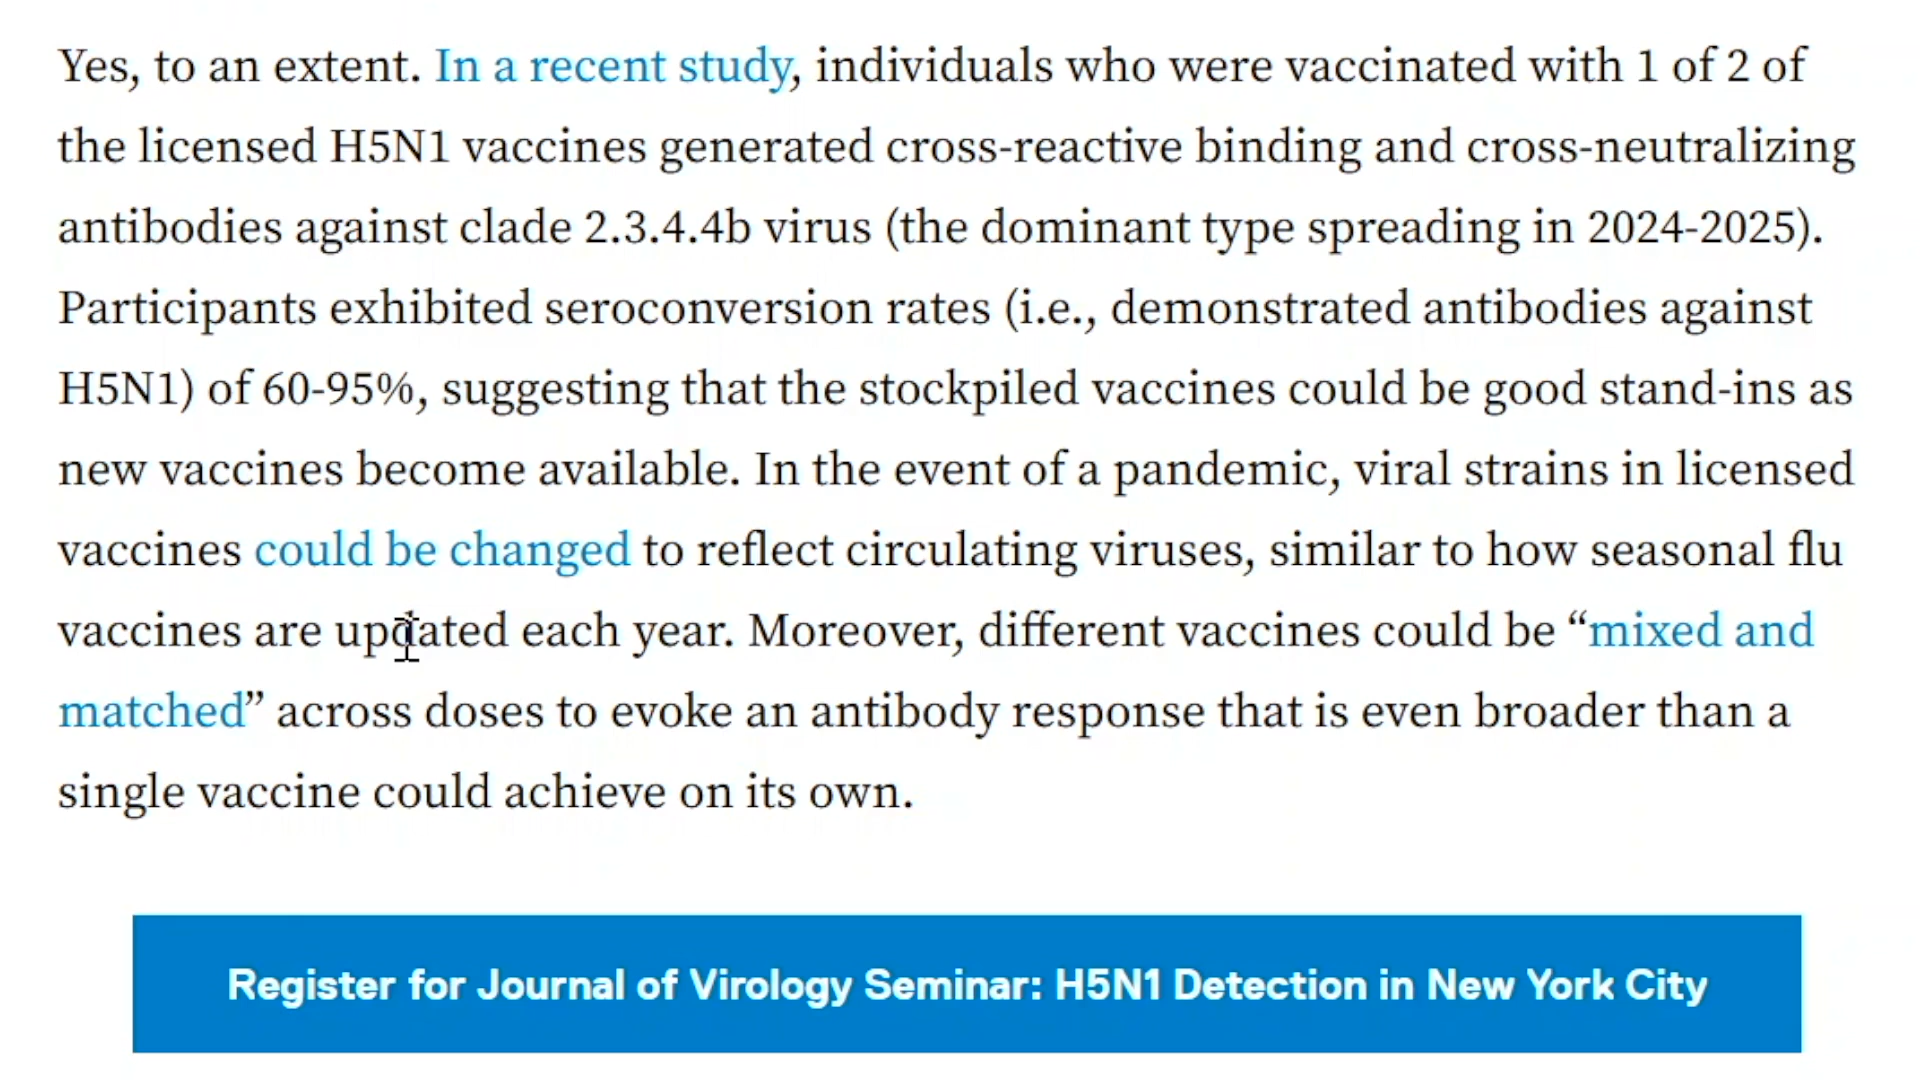 Yes, to an extent. In a recent study, individuals who were vaccinated with 1 of 2 of
the licensed H5N1 vaccines generated cross-reactive binding and cross-neutralizing
antibodies against clade 2.3.4.4b virus (the dominant type spreading in 2024-2025).
Participants exhibited seroconversion rates (i.e., demonstrated antibodies against
H5N1) of 60-95%, suggesting that the stockpiled vaccines could be good stand-ins as
new vaccines become available. In the event of a pandemic, viral strains in licensed
vaccines could be changed to reflect circulating viruses, similar to how seasonal flu
vaccines are updated each year. Moreover, different vaccines could be “mixed and
matched” across doses to evoke an antibody response that is even broader than a
single vaccine could achieve on its own.
Register for Journal of Virology Seminar: H5N1 Detection in New York City